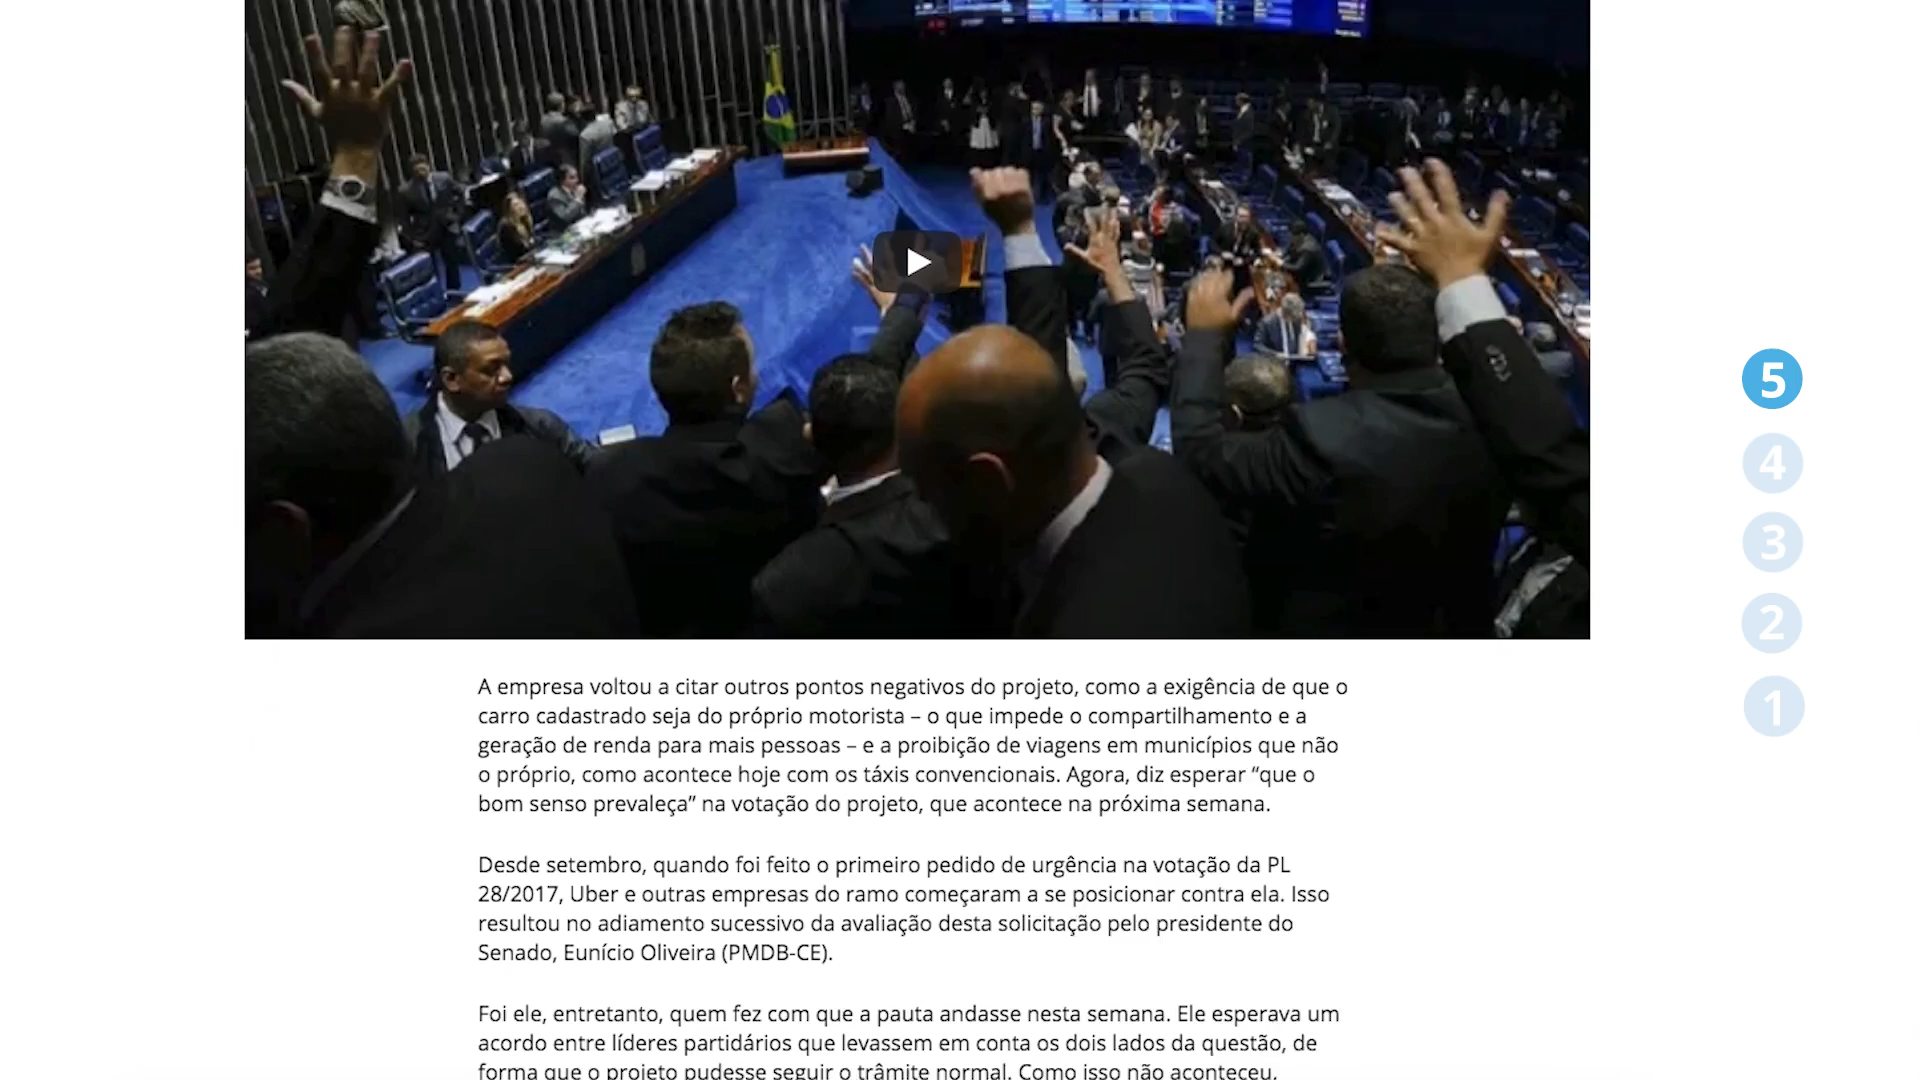 5
4
3
2
1
A empresa voltou a citar outros pontos negativos do projeto, como a exigência de que o
carro cadastrado seja do próprio motorista – o que impede o compartilhamento e a
geração de renda para mais pessoas – e a proibição de viagens em municípios que não
o próprio, como acontece hoje com os táxis convencionais. Agora, diz esperar “que o
bom senso prevaleça” na votação do projeto, que acontece na próxima semana.
Desde setembro, quando foi feito o primeiro pedido de urgência na votação da PL
28/2017, Uber e outras empresas do ramo começaram a se posicionar contra ela. Isso
resultou no adiamento sucessivo da avaliação desta solicitação pelo presidente do
Senado, Eunício Oliveira (PMDB-CE).
Foi ele, entretanto, quem fez com que a pauta andasse nesta semana. Ele esperava um
acordo entre líderes partidários que levassem em conta os dois lados da questão, de
forma que o projeto pudesse seguir o trâmite normal. Como isso não aconteceu,